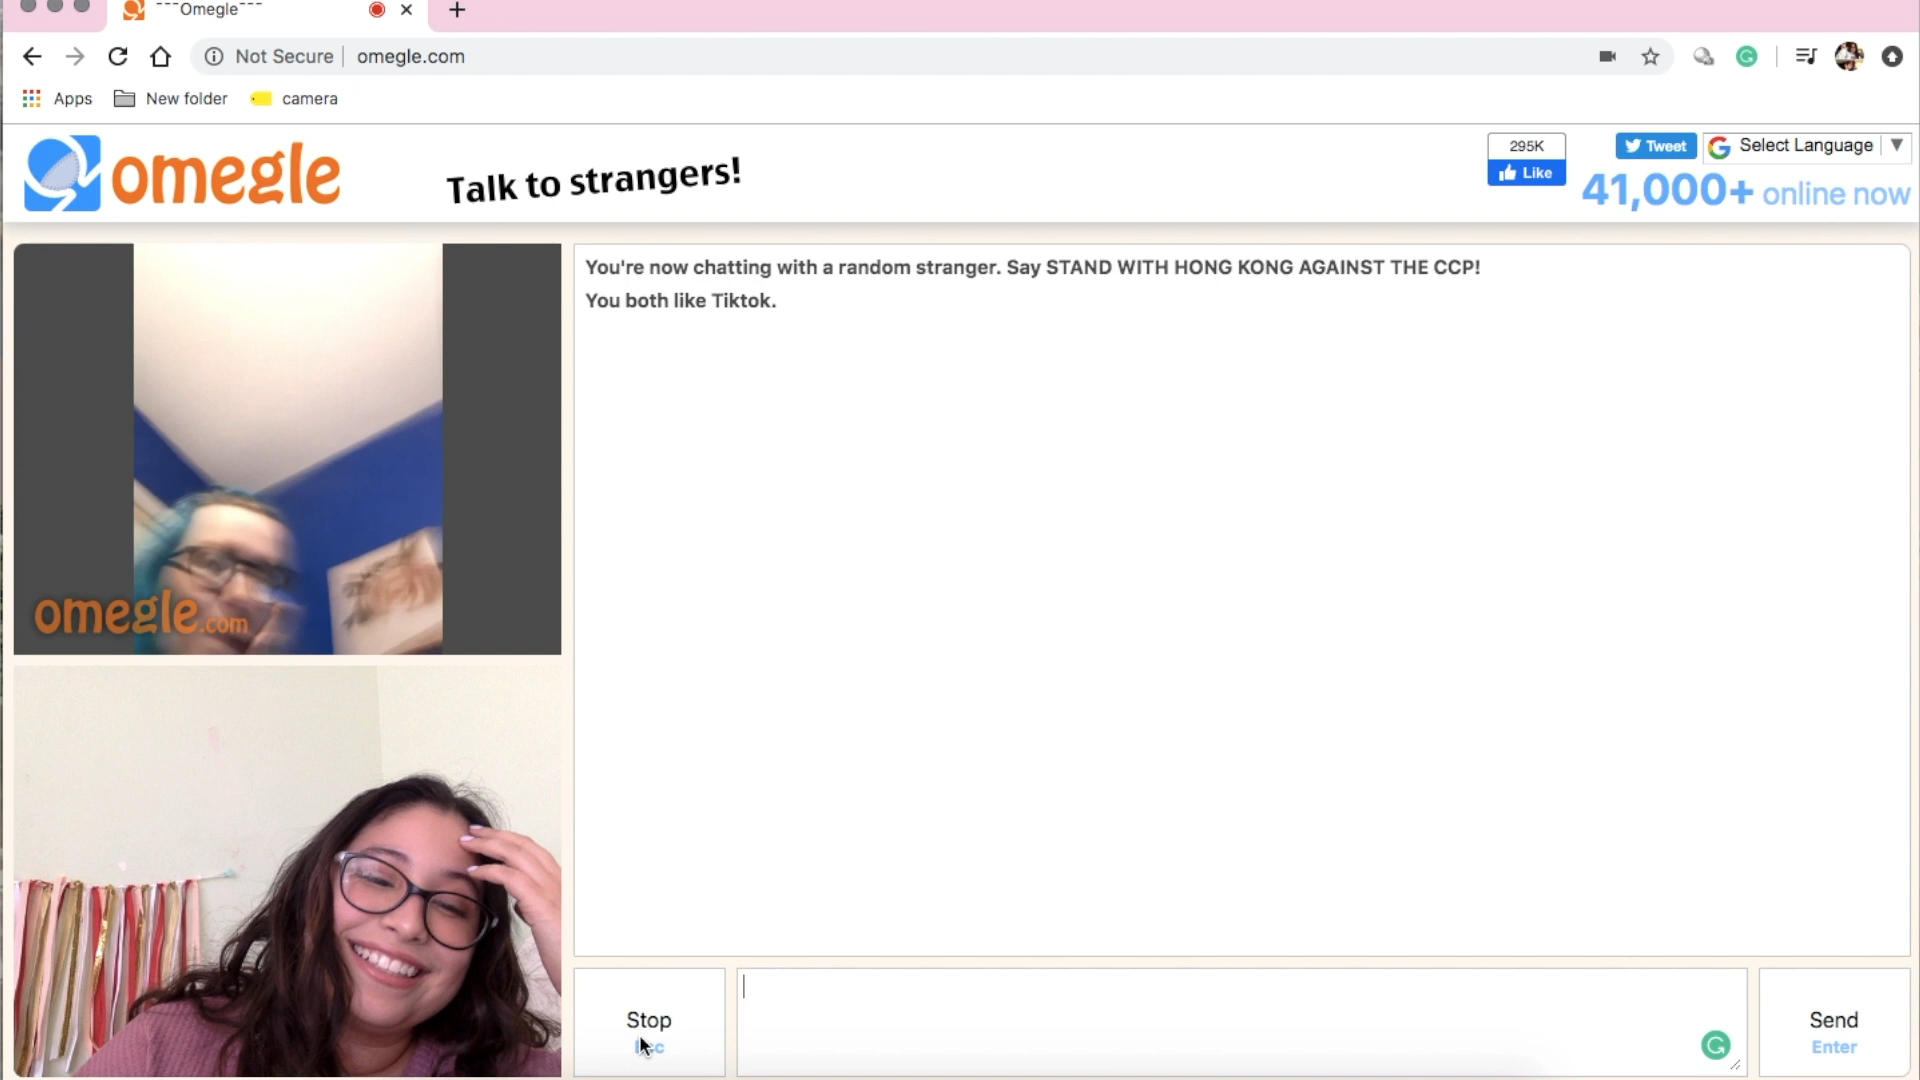 Omegle
Not Secure
omegle.com
Apps
New folder
camera
omegle
Talk to strangers!
295K
Like
Tweet
Select Language
41,000+ online now
You're now chatting with a random stranger. Say STAND WITH HONG KONG AGAINST THE CCP!
You both like Tiktok.
omegle.com
Stop
Send
Enter